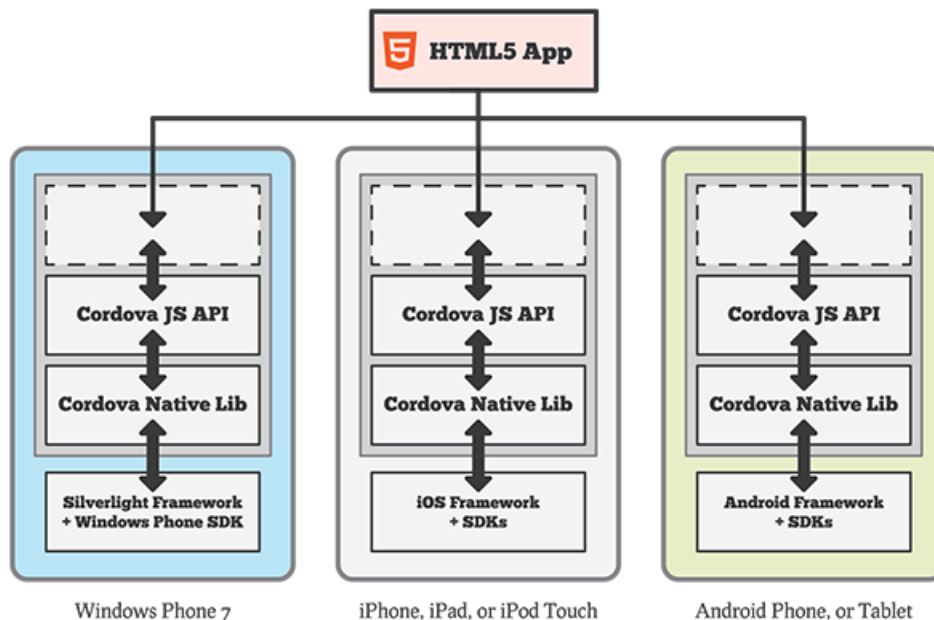 5 HTML5 App
Cordova JS API
Cordova Native Lib
Silverlight Framework
+ Windows Phone SDK
Windows Phone 7
Cordova JS API
Cordova Native Lib
iOS Framework
+ SDKs
iPhone, iPad, or iPod Touch
Cordova JS API
Cordova Native Lib
Android Framework
+ SDKs
Android Phone, or Tablet